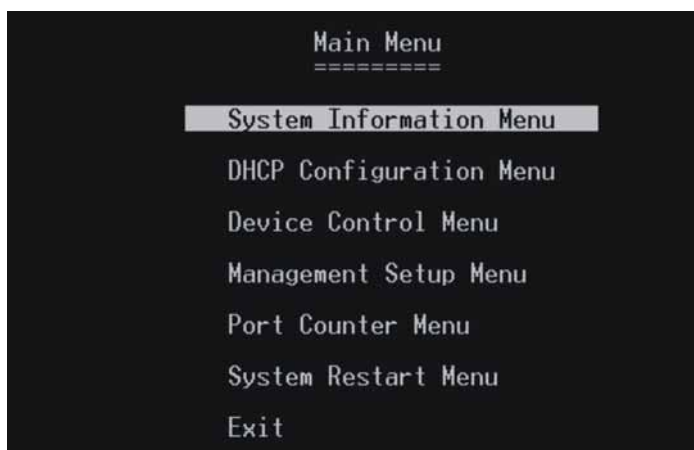 Main Menu
=========
System Information Menu
DHCP Configuration Menu
Device Control Menu
Management Setup Menu
Port Counter Menu
System Restart Menu
Exit